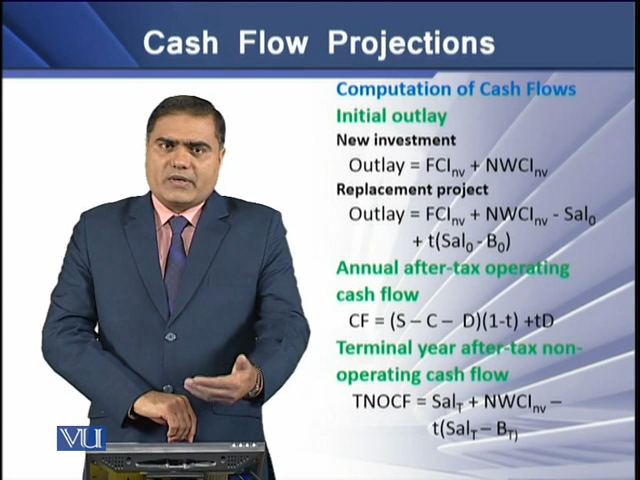 Cash Flow Projections
Computation of Cash Flows
Initial outlay
New investment
Outlay = FCInv + NWCInv
Replacement project
Outlay = FCInv + NWCInv - Sal0
+ t(Sal0 - B0)
Annual after-tax operating
cash flow
CF = (S – C – D)(1-t) +tD
Terminal year after-tax non-
operating cash flow
TNOCF = SalT + NWCInv –
t(SalT – BT)
VU